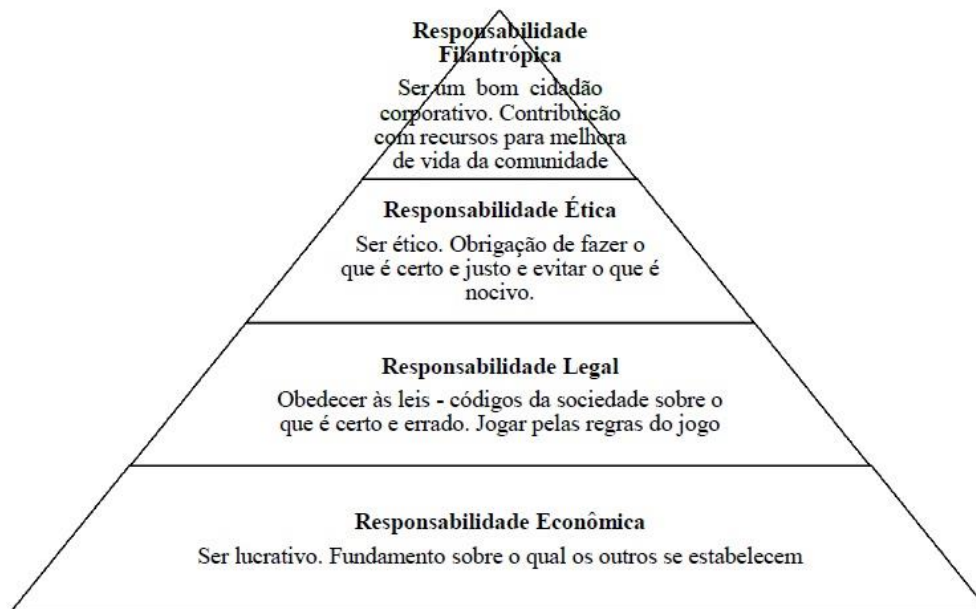 Responsabilidade
Filantrópica
Ser um bom cidadão
corporativo. Contribuição
com recursos para melhora
de vida da comunidade
Responsabilidade Ética
Ser ético. Obrigação de fazer o
que é certo e justo e evitar o que é
nocivo.
Responsabilidade Legal
Obedecer às leis - códigos da sociedade sobre o
que é certo e errado. Jogar pelas regras do jogo
Responsabilidade Econômica
Ser lucrativo. Fundamento sobre o qual os outros se estabelecem